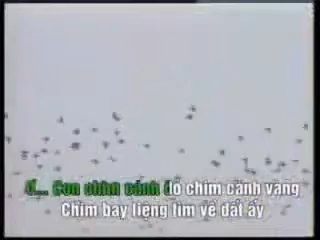 Ơ... Con chim cánh đỏ chim cánh vàng
Chim bay liệng tìm về đất ấy